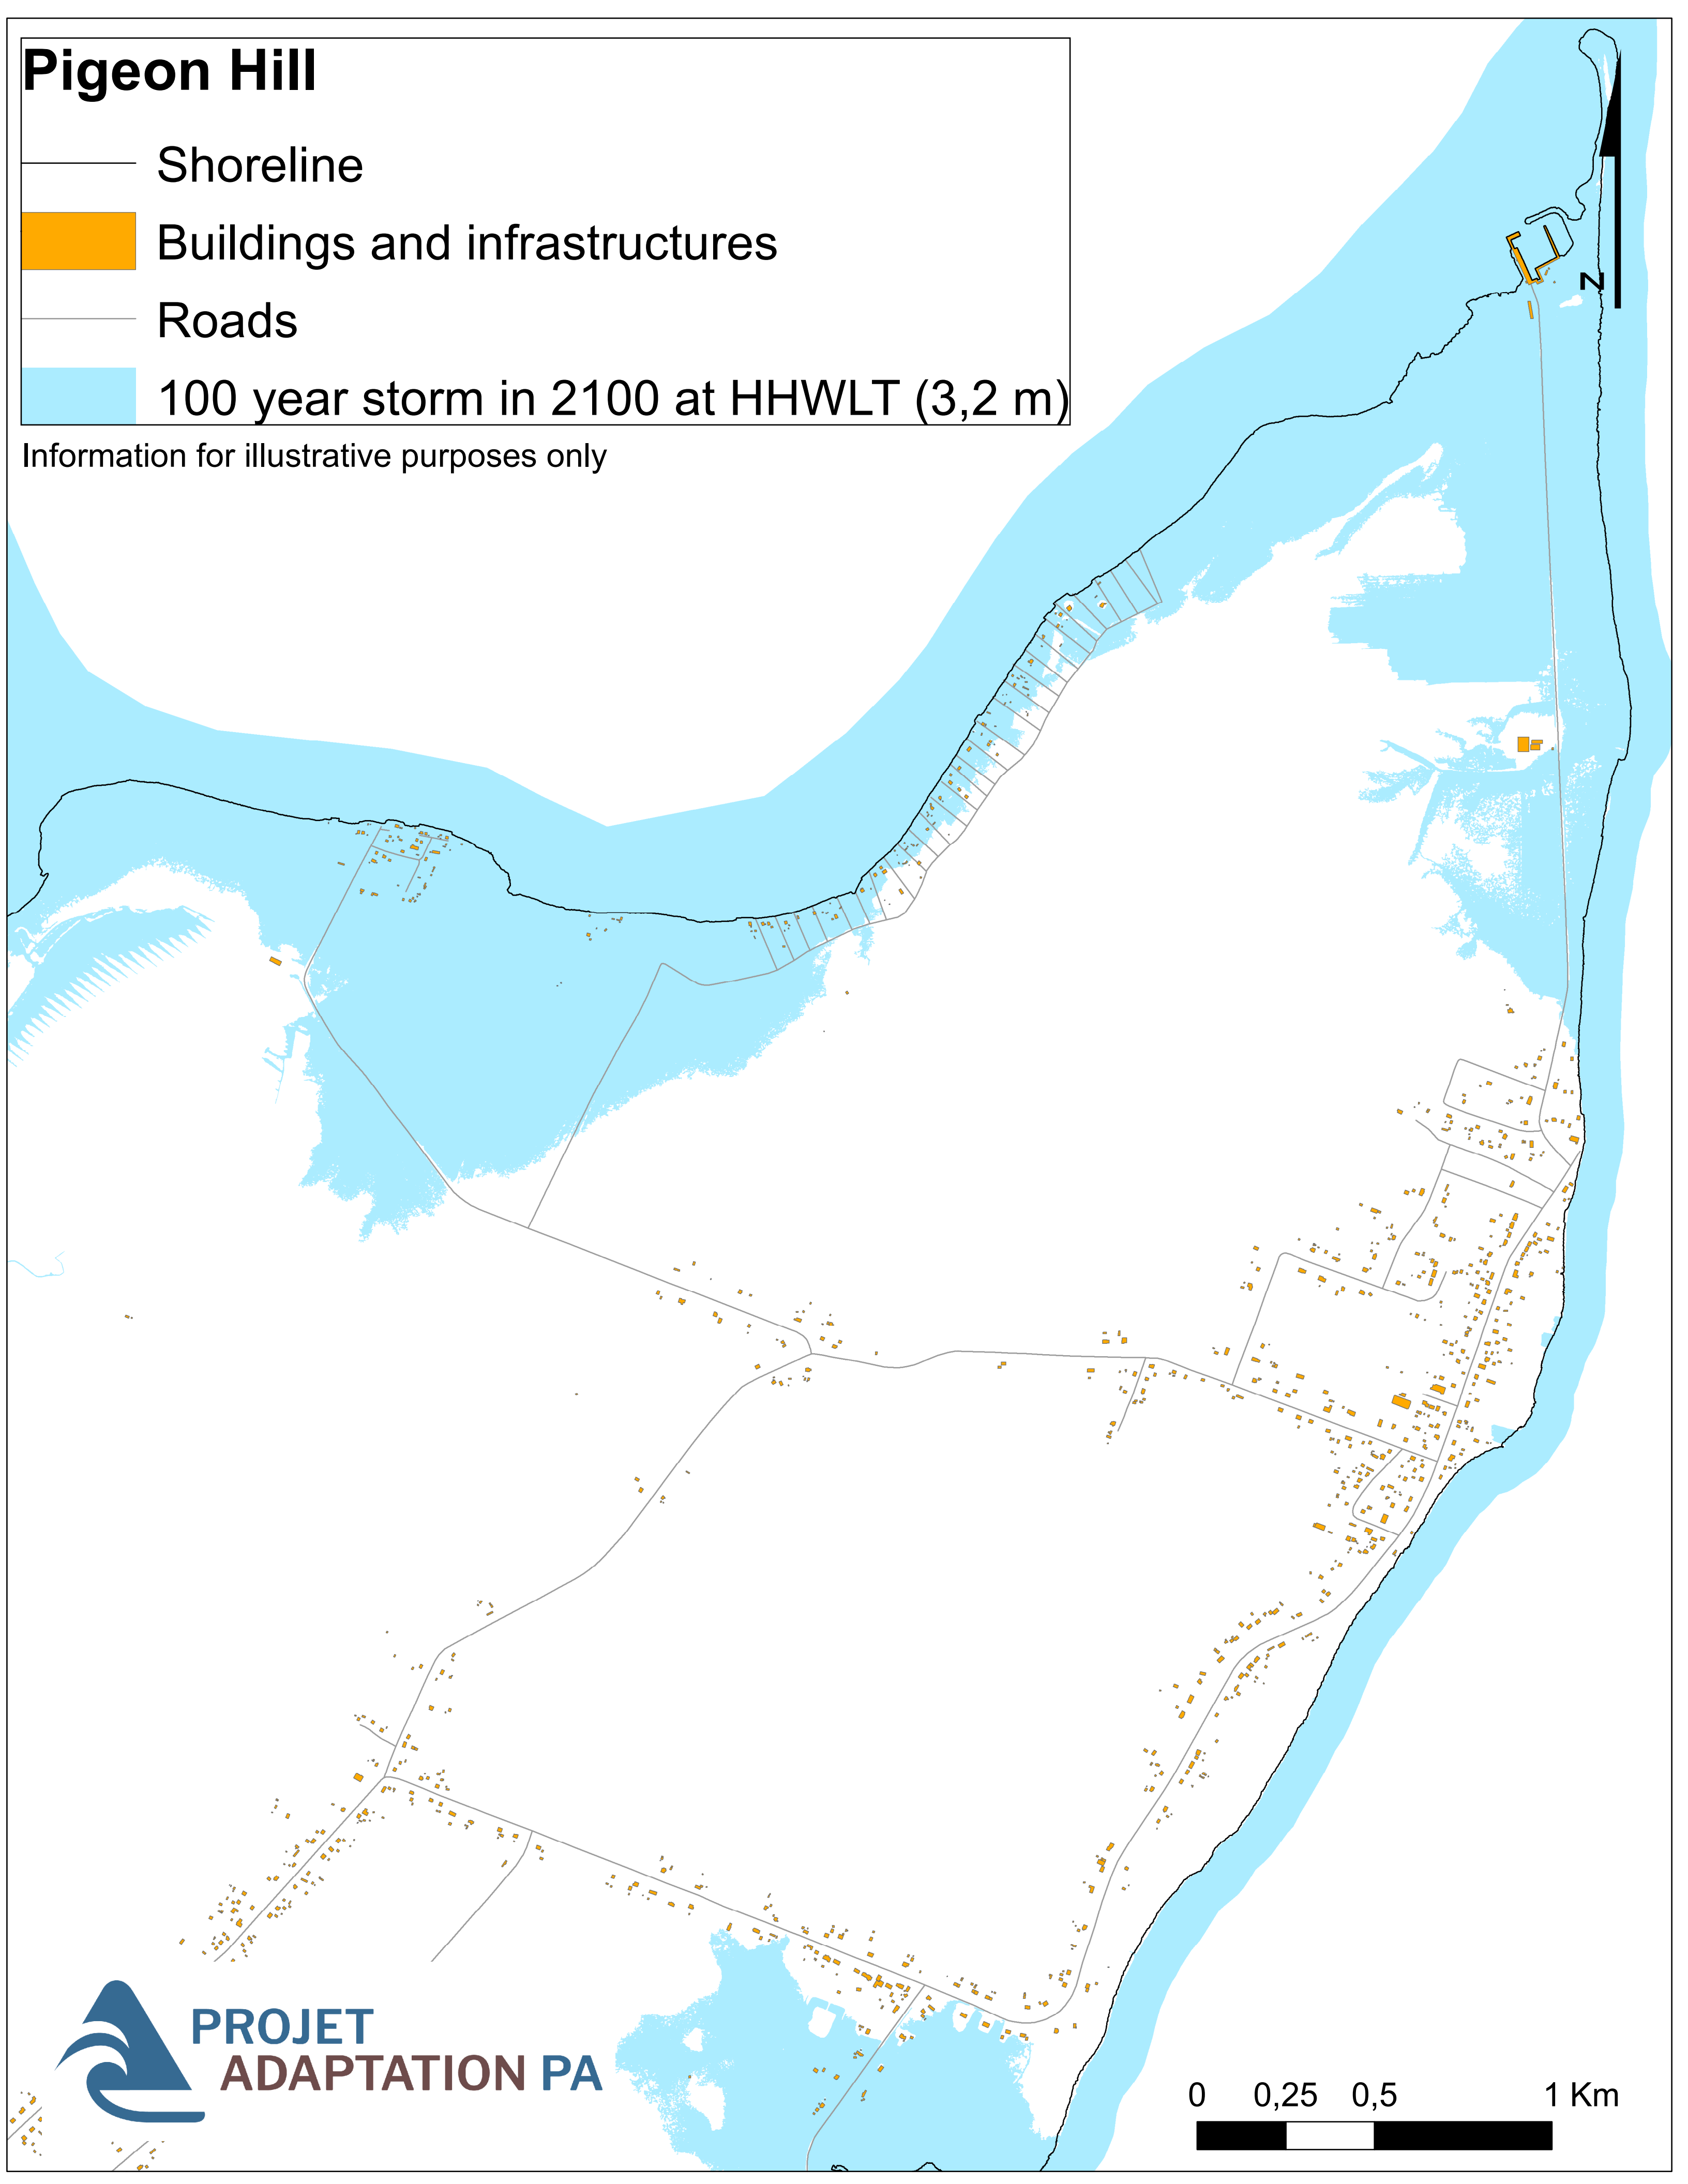 Pigeon Hill
Shoreline
Buildings and infrastructures
Roads
100 year storm in 2100 at HHWLT (3,2 m)
Information for illustrative purposes only
N
PROJET
ADAPTATION PA
0 0,25 0,5 1 Km